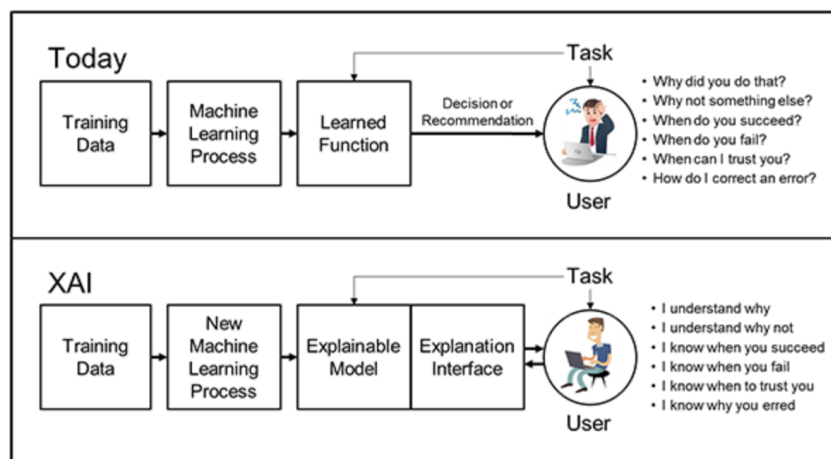 Today
Task
Training
Data
Machine
Learning
Process
Learned
Function
Decision or
Recommendation
User
• Why did you do that?
• Why not something else?
• When do you succeed?
• When do you fail?
• When can I trust you?
• How do I correct an error?
XAI
Task
Training
Data
New
Machine
Learning
Process
Explainable
Model
Explanation
Interface
User
• I understand why
• I understand why not
• I know when you succeed
• I know when you fail
• I know when to trust you
• I know why you erred